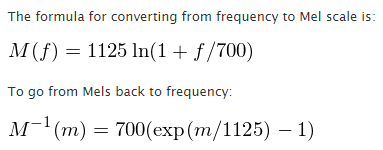 The formula for converting from frequency to Mel scale is:
M(f) = 1125 ln(1 + f/700)
To go from Mels back to frequency:
M⁻¹(m) = 700(exp(m/1125) − 1)